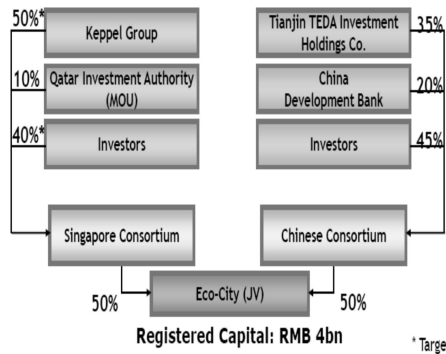 50%*
Keppel Group
10%
Qatar Investment Authority
(MOU)
40%*
Investors
Tianjin TEDA Investment
Holdings Co.
35%
China
Development Bank
20%
Investors
45%
Singapore Consortium
Chinese Consortium
50%
Eco-City (JV)
50%
Registered Capital: RMB 4bn
* Targe